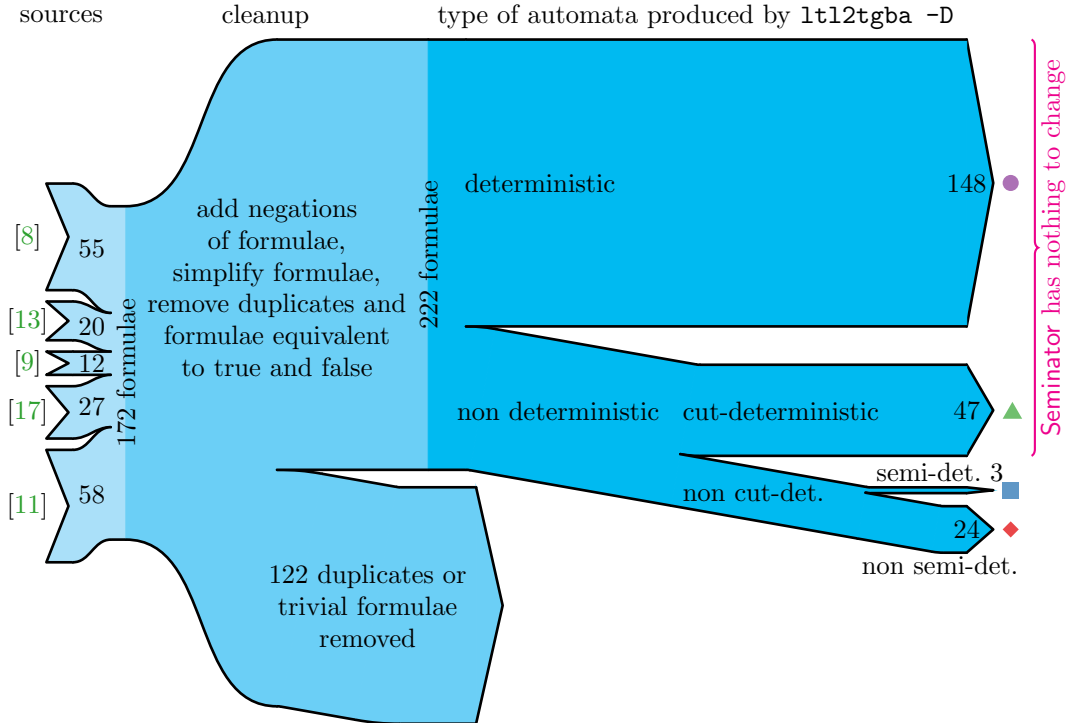 sources
cleanup
type of automata produced by ltl2tgba -D
[8]
55
[13]
20
[9]
12
[17]
27
[11]
58
172 formulae
add negations
of formulae,
simplify formulae,
remove duplicates and
formulae equivalent
to true and false
222 formulae
122 duplicates or
trivial formulae
removed
deterministic
148
non deterministic
cut-deterministic
47
non cut-det.
semi-det. 3
24
non semi-det.
Seminator has nothing to change